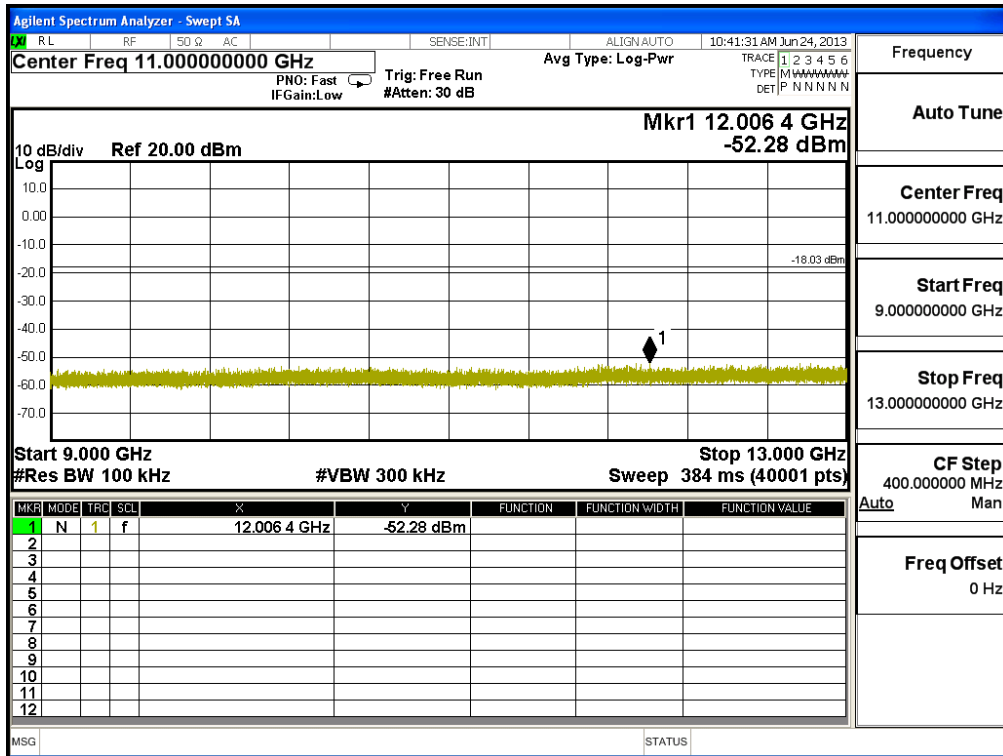 Agilent Spectrum Analyzer - Swept SA
LXI RL RF 50 Ω AC SENSE:INT ALIGNAUTO 10:41:31 AM Jun 24, 2013
Center Freq 11.000000000 GHz
PNO: Fast
IFGain:Low
Trig: Free Run
#Atten: 30 dB
Avg Type: Log-Pwr
TRACE 1 2 3 4 5 6
TYPE M WWWWW
DET P N N N N N
Frequency
Mkr1 12.006 4 GHz
-52.28 dBm
10 dB/div Ref 20.00 dBm
Log
10.0
0.00
-10.0
-18.03 dBm
-20.0
-30.0
-40.0
1
-50.0
-60.0
-70.0
Start 9.000 GHz Stop 13.000 GHz
#Res BW 100 kHz #VBW 300 kHz Sweep 384 ms (40001 pts)
MKR MODE TRC SCL X Y FUNCTION FUNCTION WIDTH FUNCTION VALUE
1 N 1 f 12.006 4 GHz -52.28 dBm
2
3
4
5
6
7
8
9
10
11
12
Auto Tune
Center Freq
11.000000000 GHz
Start Freq
9.000000000 GHz
Stop Freq
13.000000000 GHz
CF Step
400.000000 MHz
Auto Man
Freq Offset
0 Hz
MSG STATUS